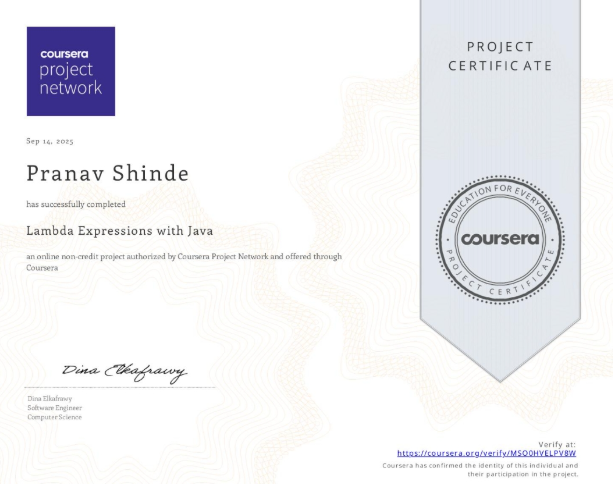 coursera
project
network
PROJECT
CERTIFICATE
Sep 14, 2025
Pranav Shinde
has successfully completed
Lambda Expressions with Java
an online non-credit project authorized by Coursera Project Network and offered through
Coursera
EDUCATION FOR EVERYONE
coursera
PROJECT CERTIFICATE
Dina Elkafrawy
Dina Elkafrawy
Software Engineer
Computer Science
Verify at:
https://coursera.org/verify/MSO0HVELPV8W
Coursera has confirmed the identity of this individual and
their participation in the project.